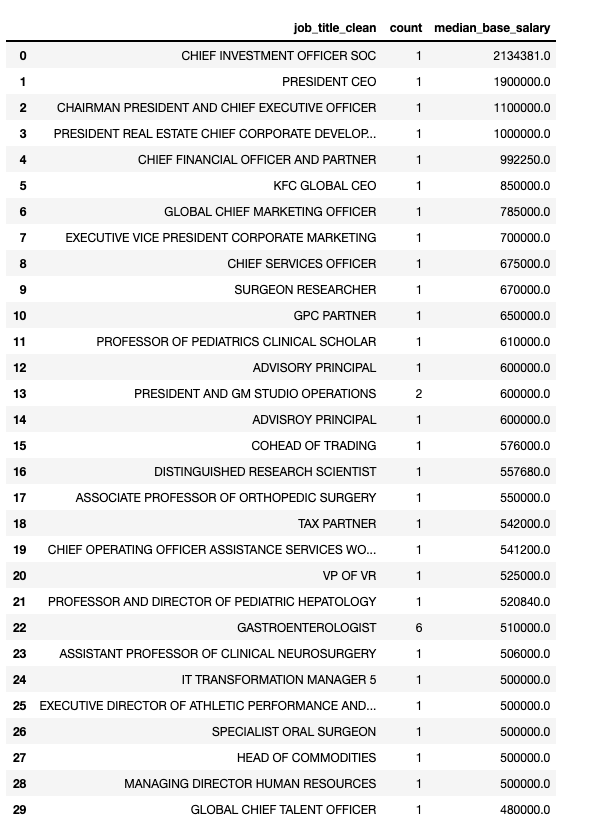 job_title_clean count median_base_salary
0 CHIEF INVESTMENT OFFICER SOC 1 2134381.0
1 PRESIDENT CEO 1 1900000.0
2 CHAIRMAN PRESIDENT AND CHIEF EXECUTIVE OFFICER 1 1100000.0
3 PRESIDENT REAL ESTATE CHIEF CORPORATE DEVELOP... 1 1000000.0
4 CHIEF FINANCIAL OFFICER AND PARTNER 1 992250.0
5 KFC GLOBAL CEO 1 850000.0
6 GLOBAL CHIEF MARKETING OFFICER 1 785000.0
7 EXECUTIVE VICE PRESIDENT CORPORATE MARKETING 1 700000.0
8 CHIEF SERVICES OFFICER 1 675000.0
9 SURGEON RESEARCHER 1 670000.0
10 GPC PARTNER 1 650000.0
11 PROFESSOR OF PEDIATRICS CLINICAL SCHOLAR 1 610000.0
12 ADVISORY PRINCIPAL 1 600000.0
13 PRESIDENT AND GM STUDIO OPERATIONS 2 600000.0
14 ADVISROY PRINCIPAL 1 600000.0
15 COHEAD OF TRADING 1 576000.0
16 DISTINGUISHED RESEARCH SCIENTIST 1 557680.0
17 ASSOCIATE PROFESSOR OF ORTHOPEDIC SURGERY 1 550000.0
18 TAX PARTNER 1 542000.0
19 CHIEF OPERATING OFFICER ASSISTANCE SERVICES WO... 1 541200.0
20 VP OF VR 1 525000.0
21 PROFESSOR AND DIRECTOR OF PEDIATRIC HEPATOLOGY 1 520840.0
22 GASTROENTEROLOGIST 6 510000.0
23 ASSISTANT PROFESSOR OF CLINICAL NEUROSURGERY 1 506000.0
24 IT TRANSFORMATION MANAGER 5 1 500000.0
25 EXECUTIVE DIRECTOR OF ATHLETIC PERFORMANCE AND... 1 500000.0
26 SPECIALIST ORAL SURGEON 1 500000.0
27 HEAD OF COMMODITIES 1 500000.0
28 MANAGING DIRECTOR HUMAN RESOURCES 1 500000.0
29 GLOBAL CHIEF TALENT OFFICER 1 480000.0